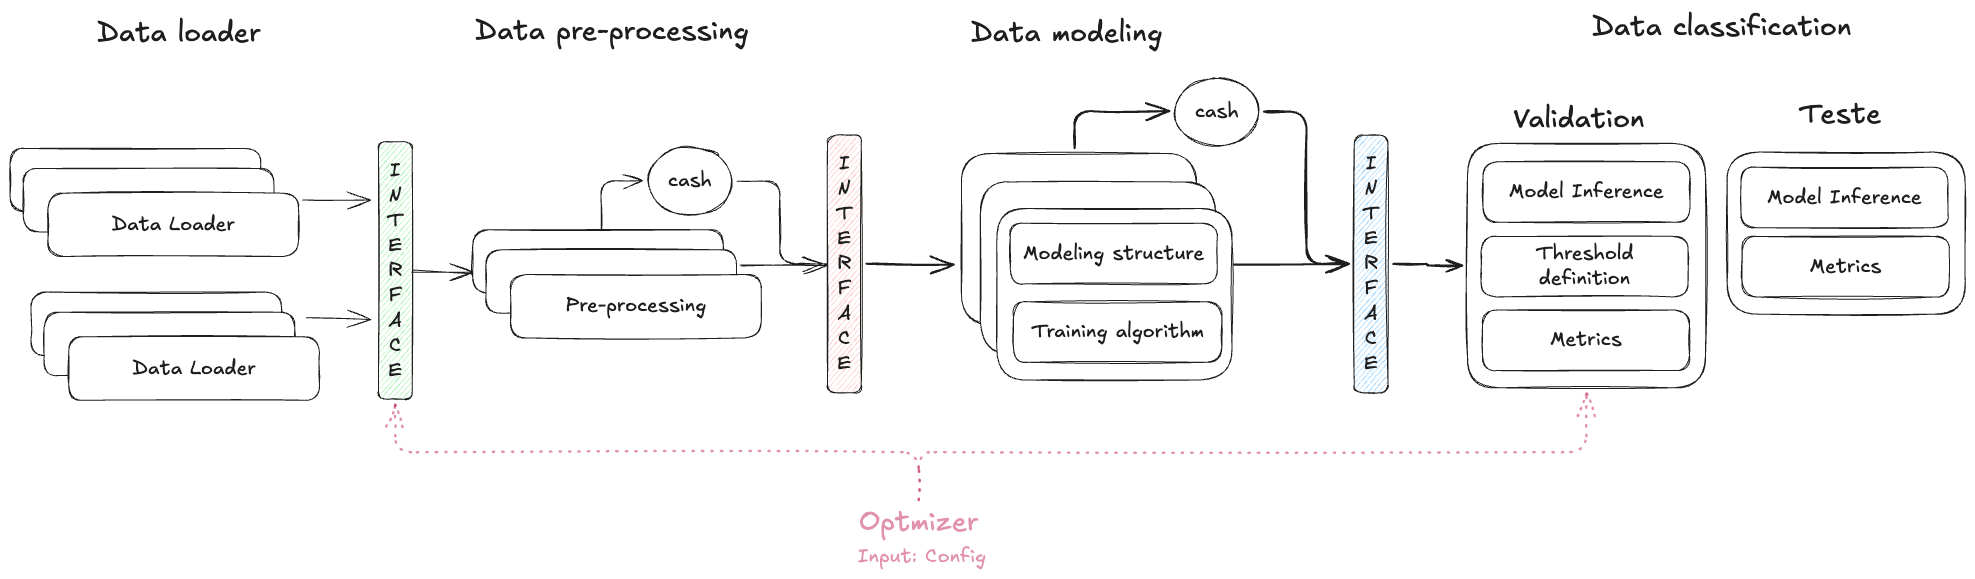 Data loader
Data pre-processing
Data modeling
Data classification
Data Loader
Data Loader
INTERFACE
cash
Pre-processing
INTERFACE
cash
Modeling structure
Training algorithm
INTERFACE
Validation
Model Inference
Threshold
definition
Metrics
Teste
Model Inference
Metrics
Optmizer
Input: Config